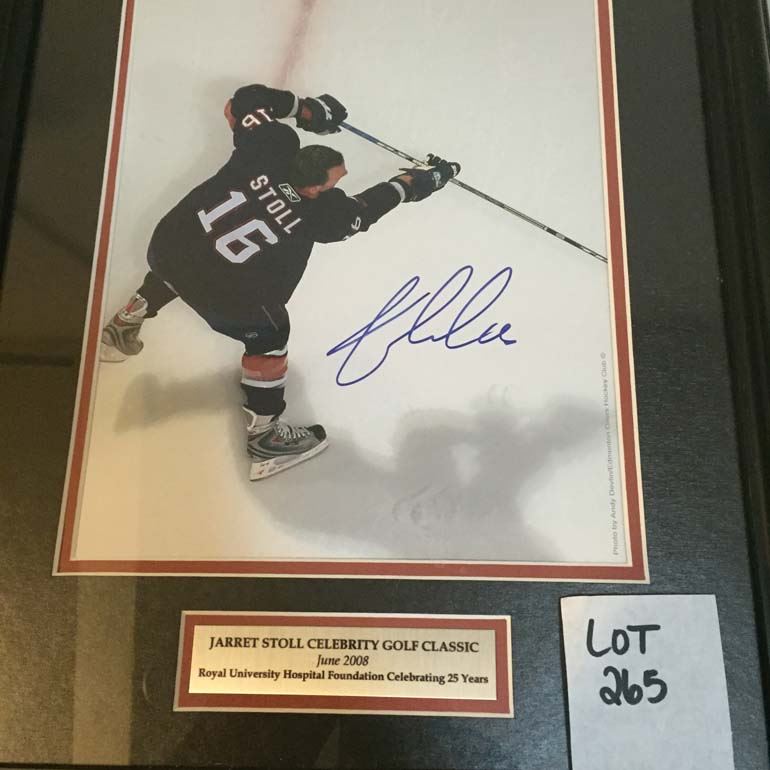 16
STOLL
16
Photo by Andy Devlin/Edmonton Oilers Hockey Club ©
JARRET STOLL CELEBRITY GOLF CLASSIC
June 2008
Royal University Hospital Foundation Celebrating 25 Years
LOT
265